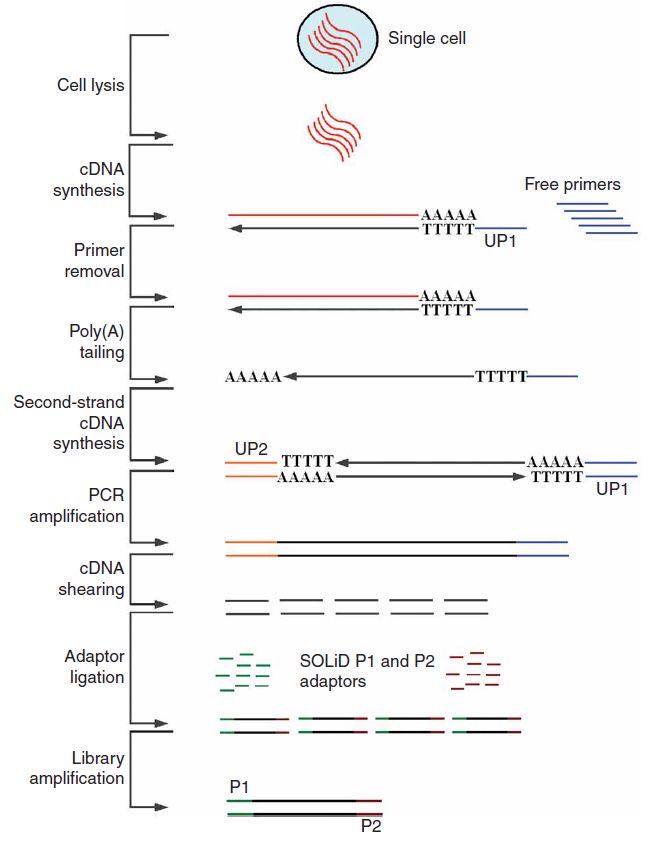 Single cell
Cell lysis
cDNA
synthesis
Free primers
AAAAA
TTTTT
UP1
Primer
removal
AAAAA
TTTTT
Poly(A)
tailing
AAAAA
TTTTT
Second-strand
cDNA
synthesis
UP2
TTTTT
AAAAA
AAAAA
TTTTT
UP1
PCR
amplification
cDNA
shearing
Adaptor
ligation
SOLiD P1 and P2
adaptors
Library
amplification
P1
P2